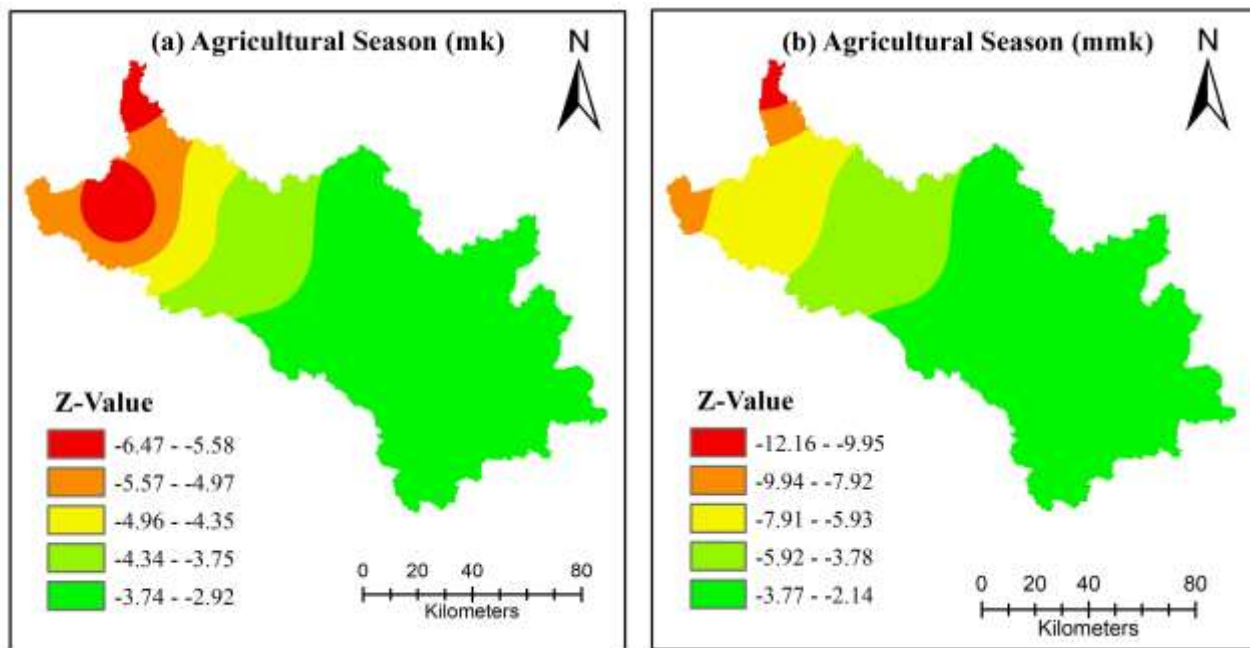 (a) Agricultural Season (mk)
N
Z-Value
-6.47 - -5.58
-5.57 - -4.97
-4.96 - -4.35
-4.34 - -3.75
-3.74 - -2.92
0 20 40 80
Kilometers
(b) Agricultural Season (mmk)
N
Z-Value
-12.16 - -9.95
-9.94 - -7.92
-7.91 - -5.93
-5.92 - -3.78
-3.77 - -2.14
0 20 40 60 80
Kilometers